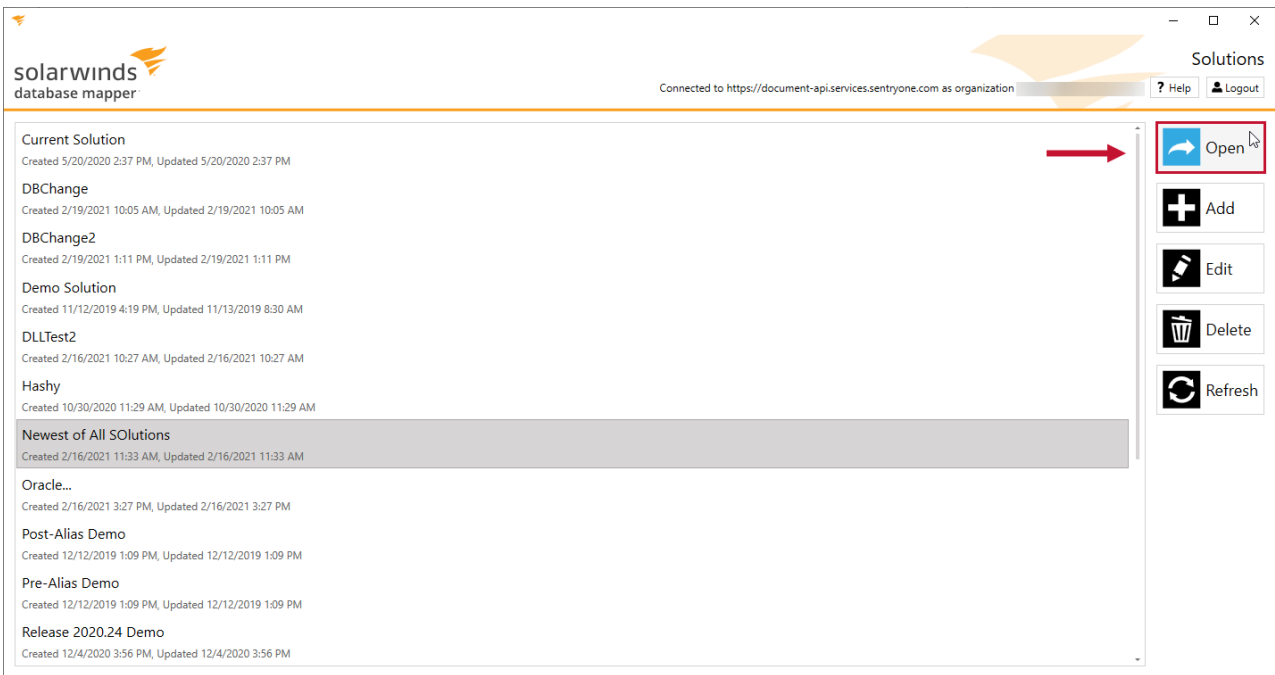 solarwinds
database mapper
Solutions
Connected to https://document-api.services.sentryone.com as organization
? Help
Logout
Current Solution
Created 5/20/2020 2:37 PM, Updated 5/20/2020 2:37 PM
DBChange
Created 2/19/2021 10:05 AM, Updated 2/19/2021 10:05 AM
DBChange2
Created 2/19/2021 1:11 PM, Updated 2/19/2021 1:11 PM
Demo Solution
Created 11/12/2019 4:19 PM, Updated 11/13/2019 8:30 AM
DLLTest2
Created 2/16/2021 10:27 AM, Updated 2/16/2021 10:27 AM
Hashy
Created 10/30/2020 11:29 AM, Updated 10/30/2020 11:29 AM
Newest of All SOlutions
Created 2/16/2021 11:33 AM, Updated 2/16/2021 11:33 AM
Oracle...
Created 2/16/2021 3:27 PM, Updated 2/16/2021 3:27 PM
Post-Alias Demo
Created 12/12/2019 1:09 PM, Updated 12/12/2019 1:09 PM
Pre-Alias Demo
Created 12/12/2019 1:09 PM, Updated 12/12/2019 1:09 PM
Release 2020.24 Demo
Created 12/4/2020 3:56 PM, Updated 12/4/2020 3:56 PM
Open
Add
Edit
Delete
Refresh